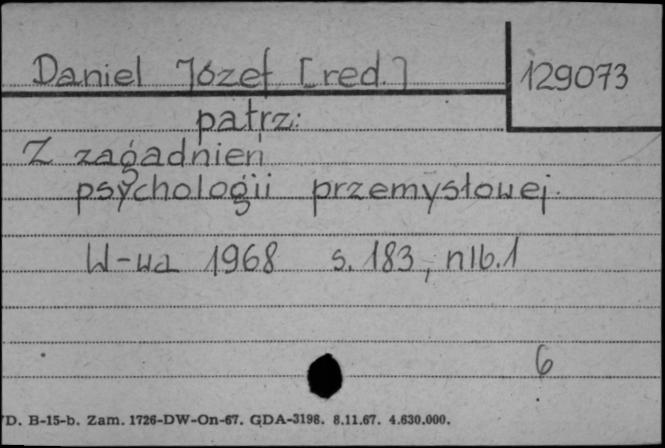 Daniel Józef [red.] 129073
patrz:
Z zagadnień
psychologii przemysłowej.
W-wa 1968 s. 183, nlb. 1
6
D. B-15-b. Zam. 1726-DW-On-67. GDA-3198. 8.11.67. 4.630.000.